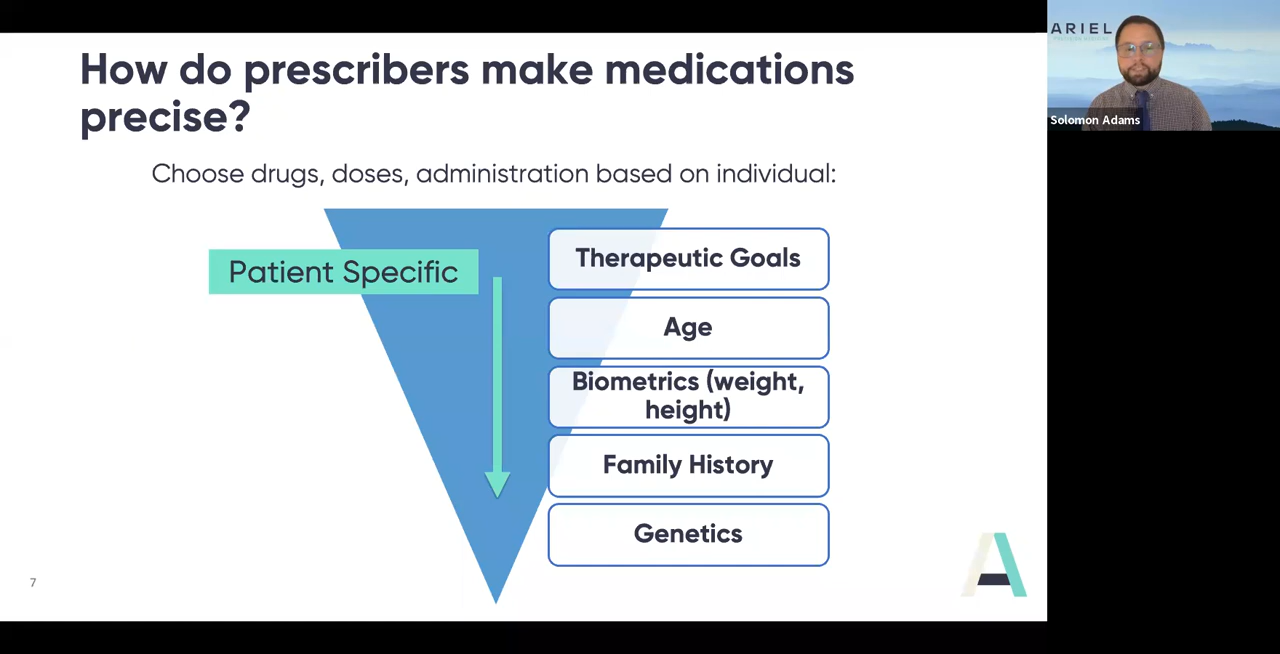 How do prescribers make medications
precise?
Choose drugs, doses, administration based on individual:
Patient Specific
Therapeutic Goals
Age
Biometrics (weight,
height)
Family History
Genetics
7
ARIEL
Solomon Adams